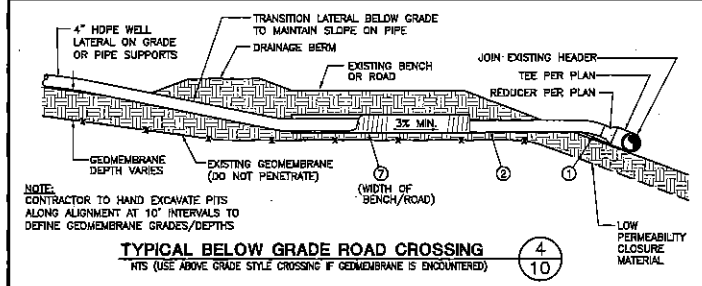 4" HDPE WELL
LATERAL ON GRADE
OR PIPE SUPPORTS
TRANSITION LATERAL BELOW GRADE
TO MAINTAIN SLOPE ON PIPE
DRAINAGE BERM
EXISTING BENCH
OR ROAD
JOIN EXISTING HEADER
TEE PER PLAN
REDUCER PER PLAN
3% MIN.
GEOMEMBRANE
DEPTH VARIES
EXISTING GEOMEMBRANE
(DO NOT PENETRATE)
7
(WIDTH OF
BENCH/ROAD)
2
1
LOW
PERMEABILITY
CLOSURE
MATERIAL
NOTE:
CONTRACTOR TO HAND EXCAVATE PITS
ALONG ALIGNMENT AT 10' INTERVALS TO
DEFINE GEOMEMBRANE GRADES/DEPTHS
TYPICAL BELOW GRADE ROAD CROSSING
NTS (USE ABOVE GRADE STYLE CROSSING IF GEOMEMBRANE IS ENCOUNTERED)
4
10